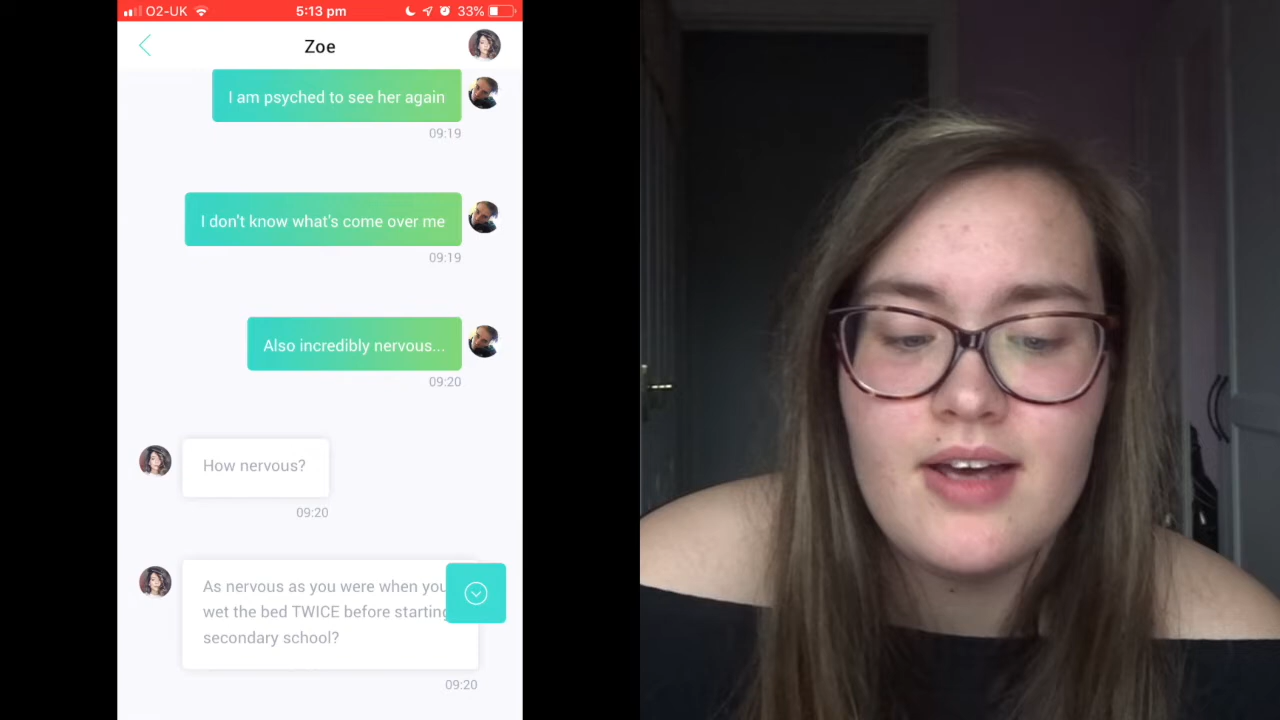 O2-UK 5:13 pm 33%
Zoe
I am psyched to see her again
09:19
I don't know what's come over me
09:19
Also incredibly nervous...
09:20
How nervous?
09:20
As nervous as you were when you
wet the bed TWICE before starting
secondary school?
09:20